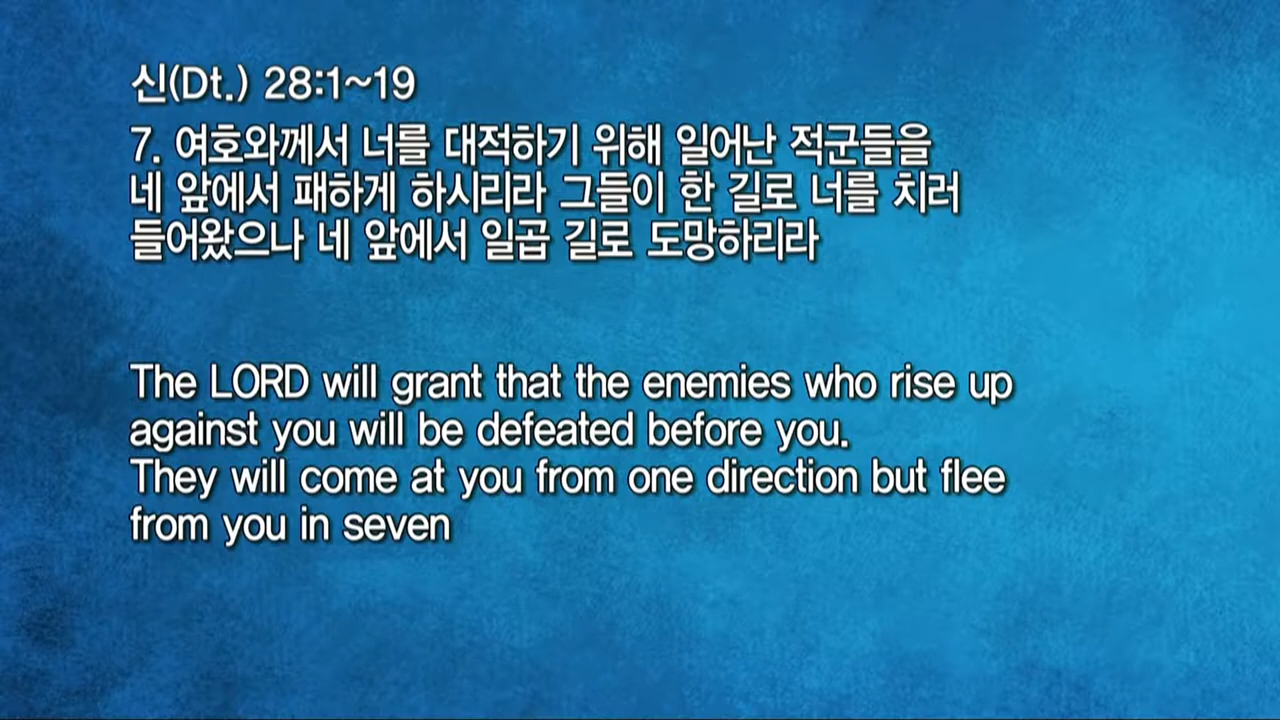 신(Dt.) 28:1~19
7. 여호와께서 너를 대적하기 위해 일어난 적군들을
네 앞에서 패하게 하시리라 그들이 한 길로 너를 치러
들어왔으나 네 앞에서 일곱 길로 도망하리라
The LORD will grant that the enemies who rise up
against you will be defeated before you.
They will come at you from one direction but flee
from you in seven